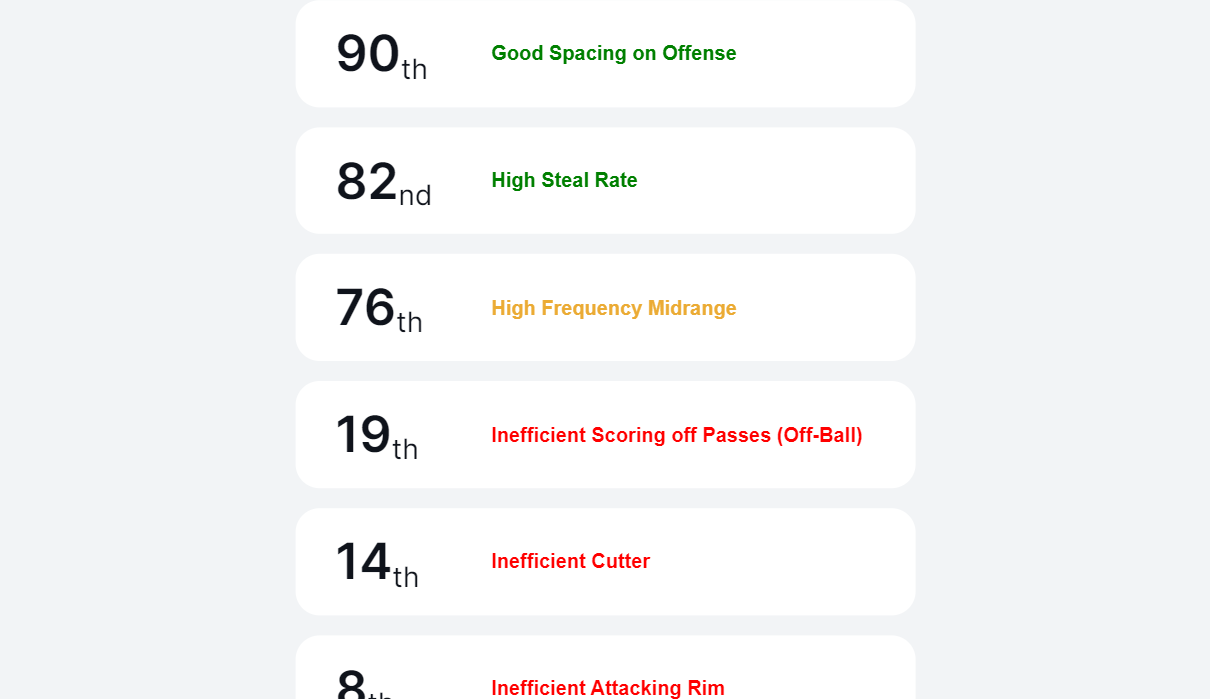 90th Good Spacing on Offense
82nd High Steal Rate
76th High Frequency Midrange
19th Inefficient Scoring off Passes (Off-Ball)
14th Inefficient Cutter
8th Inefficient Attacking Rim